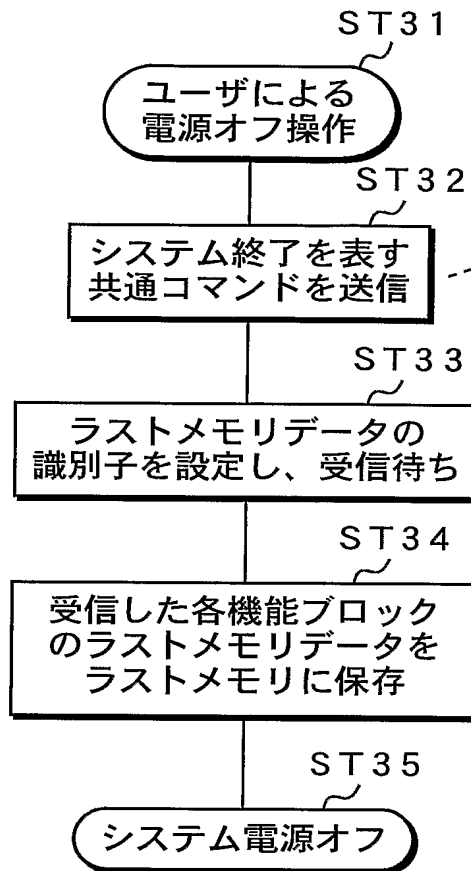 ST31
ユーザによる
電源オフ操作
ST32
システム終了を表す
共通コマンドを送信
ST33
ラストメモリデータの
識別子を設定し、受信待ち
ST34
受信した各機能ブロック
のラストメモリデータを
ラストメモリに保存
ST35
システム電源オフ